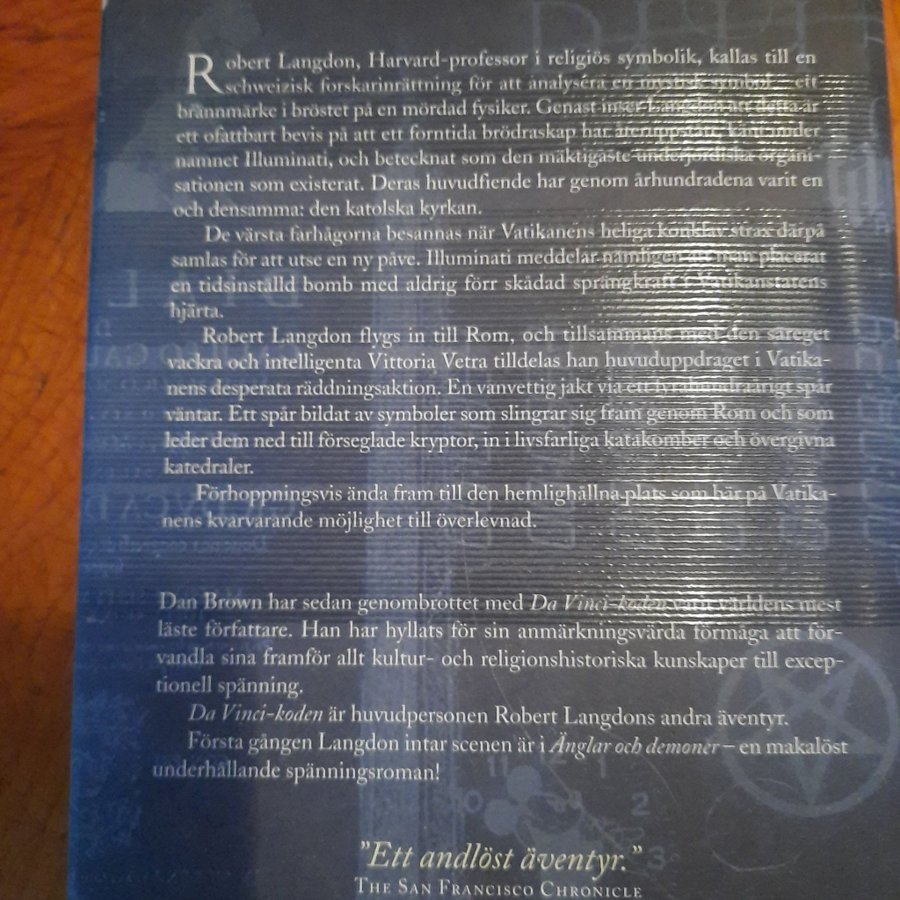 Robert Langdon, Harvard-professor i religiös symbolik, kallas till en
schweizisk forskarinrättning för att analysera en mystisk symbol – ett
brännmärke i bröstet på en mördad fysiker. Genast inser Langdon att detta är
ett ofattbart bevis på att ett forntida brödraskap har återuppstått, känt under
namnet Illuminati, och betecknat som den mäktigaste underjordiska organi-
sationen som existerat. Deras huvudfiende har genom århundradena varit en
och densamma: den katolska kyrkan.
De värsta farhågorna besannas när Vatikanens heliga konklav strax därpå
samlas för att utse en ny påve. Illuminati meddelar nämligen att man placerat
en tidsinställd bomb med aldrig förr skådad sprängkraft i Vatikanstatens
hjärta.
Robert Langdon flygs in till Rom, och tillsammans med den säreget
vackra och intelligenta Vittoria Vetra tilldelas han huvuduppdraget i Vatika-
nens desperata räddningsaktion. En vanvettig jakt via ett fyrahundraårigt spår
väntar. Ett spår bildat av symboler som slingrar sig fram genom Rom och som
leder dem ned till förseglade kryptor, in i livsfarliga katakomber och övergivna
katedraler.
Förhoppningsvis ända fram till den hemlighållna plats som bär på Vatika-
nens kvarvarande möjlighet till överlevnad.
Dan Brown har sedan genombrottet med Da Vinci-koden varit världens mest
läste författare. Han har hyllats för sin anmärkningsvärda förmåga att för-
vandla sina framför allt kultur- och religionshistoriska kunskaper till excep-
tionell spänning.
Da Vinci-koden är huvudpersonen Robert Langdons andra äventyr.
Första gången Langdon intar scenen är i Änglar och demoner – en makalöst
underhållande spänningsroman!
11 12 1
10 2
3
"Ett andlöst äventyr."
THE SAN FRANCISCO CHRONICLE